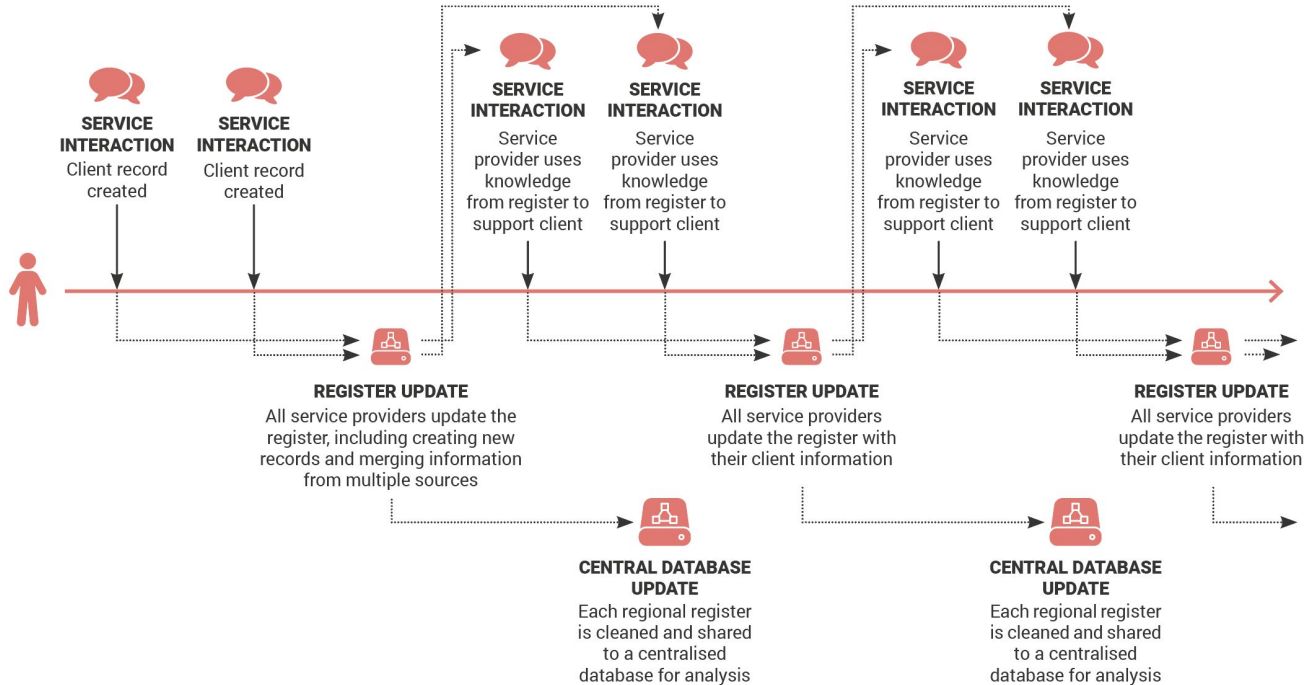 SERVICE
INTERACTION
Client record
created
SERVICE
INTERACTION
Client record
created
SERVICE
INTERACTION
Service
provider uses
knowledge
from register to
support client
SERVICE
INTERACTION
Service
provider uses
knowledge
from register to
support client
SERVICE
INTERACTION
Service
provider uses
knowledge
from register to
support client
SERVICE
INTERACTION
Service
provider uses
knowledge
from register to
support client
REGISTER UPDATE
All service providers update the
register, including creating new
records and merging information
from multiple sources
REGISTER UPDATE
All service providers
update the register with
their client information
REGISTER UPDATE
All service providers
update the register with
their client information
CENTRAL DATABASE
UPDATE
Each regional register
is cleaned and shared
to a centralised
database for analysis
CENTRAL DATABASE
UPDATE
Each regional register
is cleaned and shared
to a centralised
database for analysis